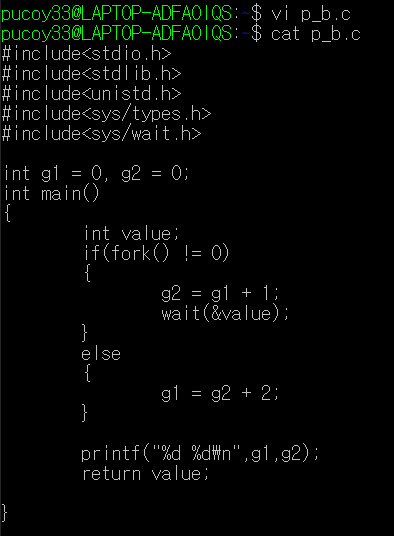 pucoy33@LAPTOP-ADFAOIQS:~$ vi p_b.c
pucoy33@LAPTOP-ADFAOIQS:~$ cat p_b.c
#include<stdio.h>
#include<stdlib.h>
#include<unistd.h>
#include<sys/types.h>
#include<sys/wait.h>
int g1 = 0, g2 = 0;
int main()
{
int value;
if(fork() != 0)
{
g2 = g1 + 1;
wait(&value);
}
else
{
g1 = g2 + 2;
}
printf("%d %d₩n",g1,g2);
return value;
}